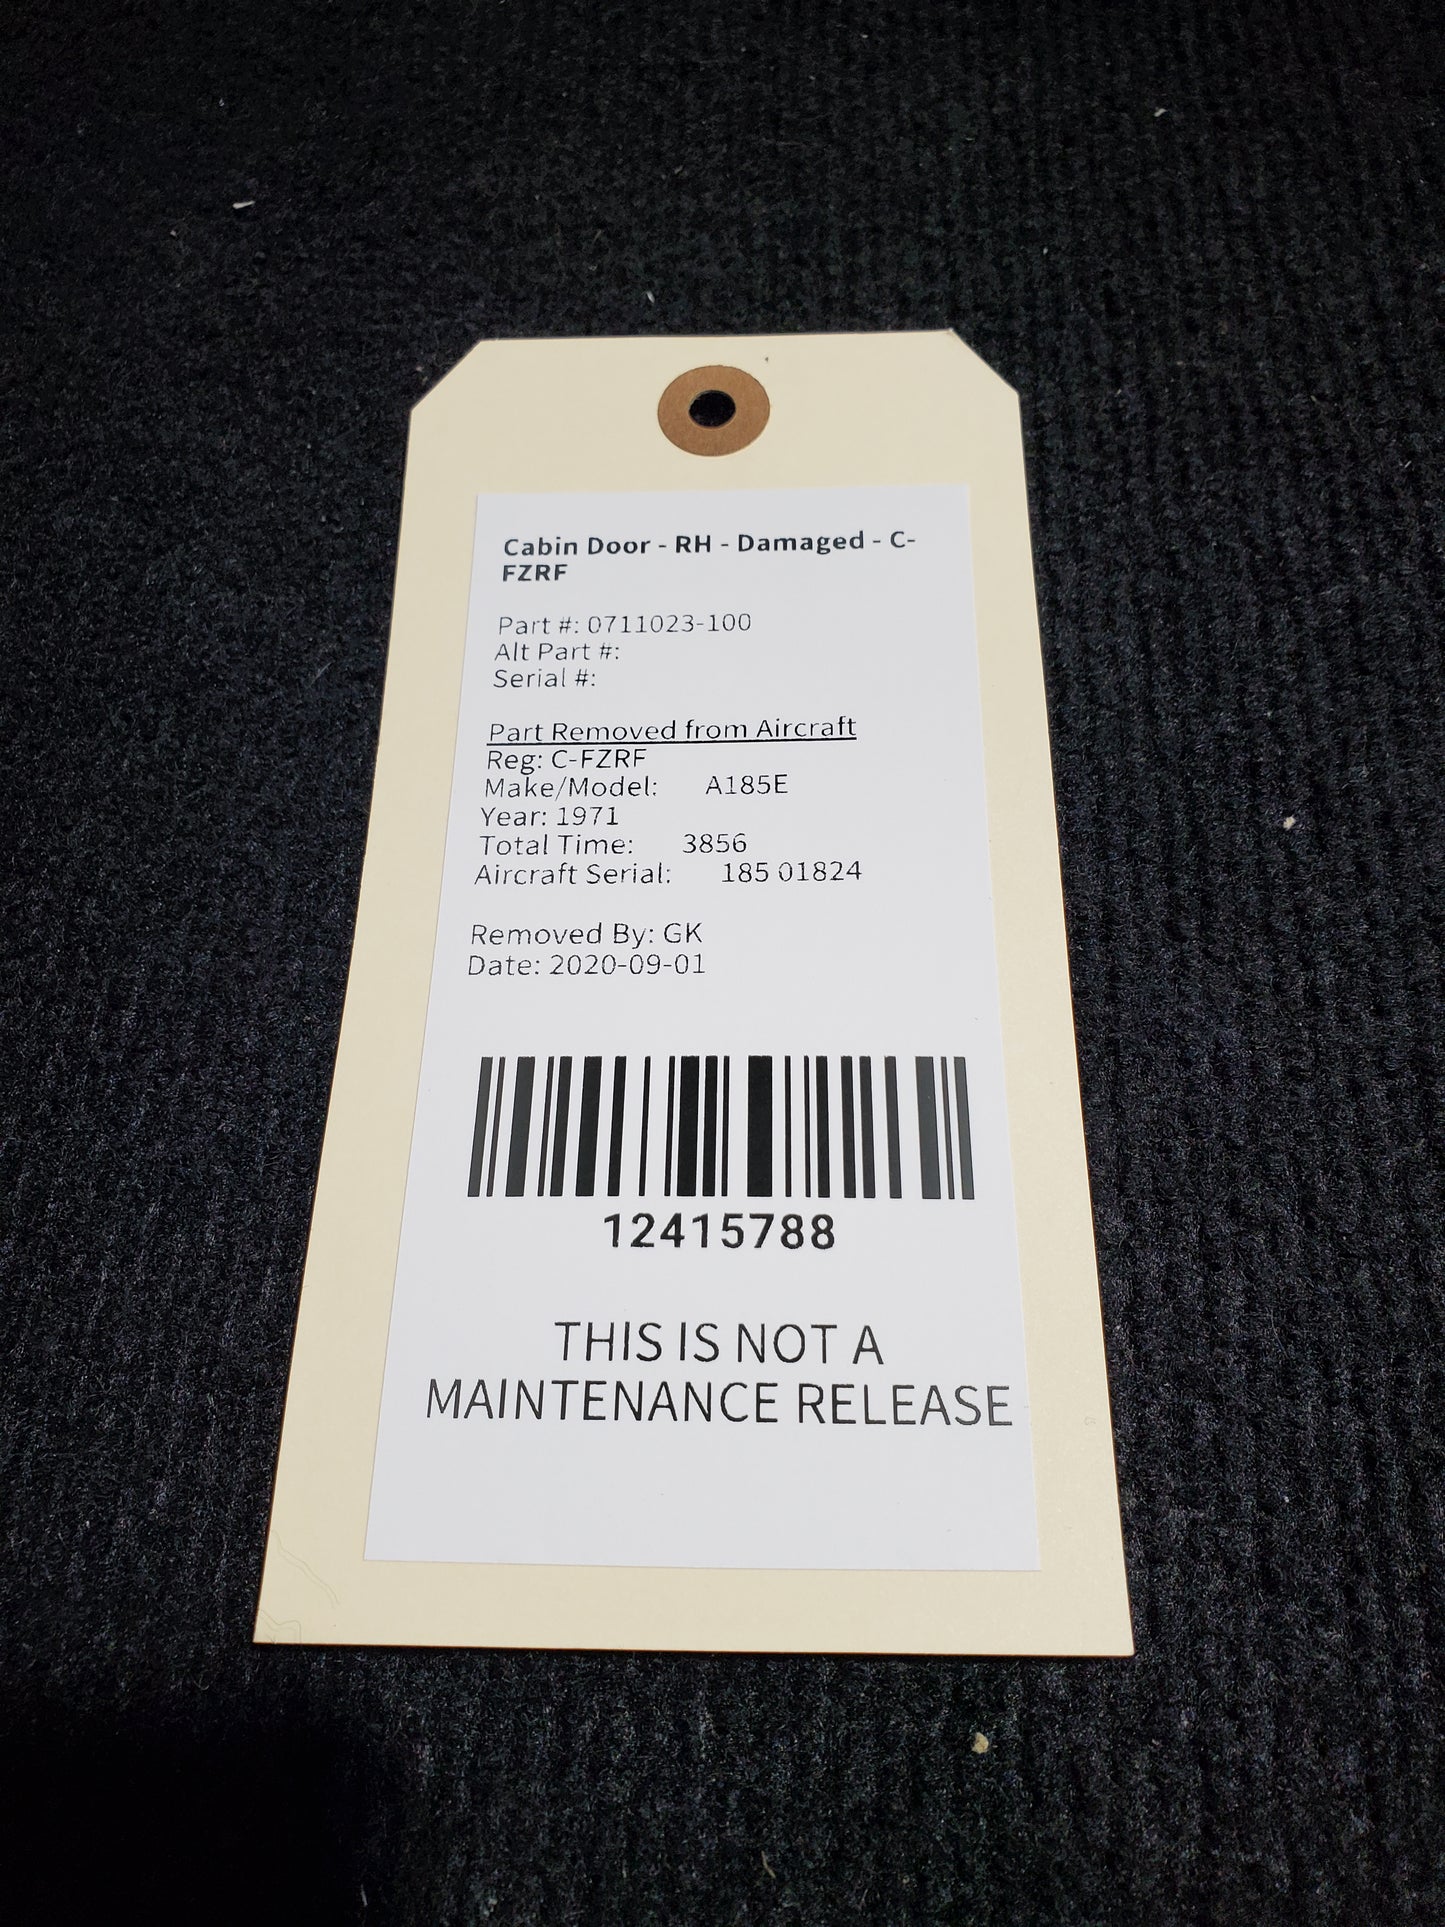 Cabin Door - RH - Damaged - C-
FZRF
Part #: 0711023-100
Alt Part #:
Serial #:
Part Removed from Aircraft
Reg: C-FZRF
Make/Model: A185E
Year: 1971
Total Time: 3856
Aircraft Serial: 185 01824
Removed By: GK
Date: 2020-09-01
12415788
THIS IS NOT A
MAINTENANCE RELEASE